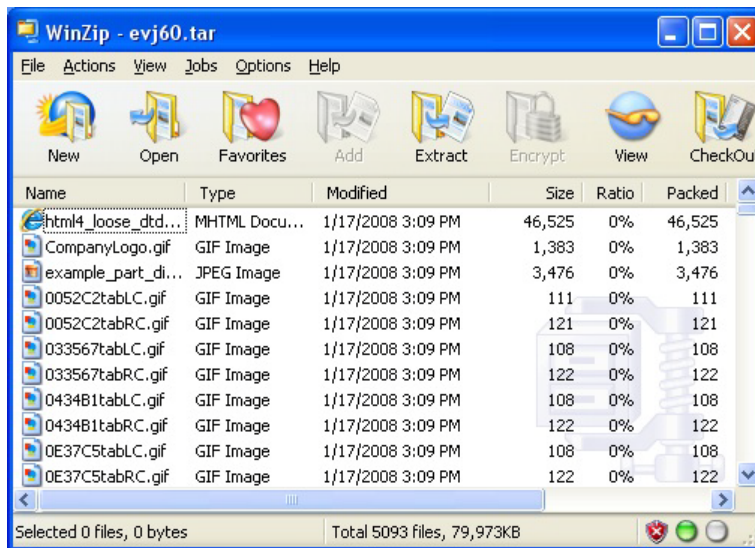 WinZip - evj60.tar
File Actions View Jobs Options Help
New Open Favorites Add Extract Encrypt View CheckOu
Name Type Modified Size Ratio Packed
html4_loose_dtd... MHTML Docu... 1/17/2008 3:09 PM 46,525 0% 46,525
CompanyLogo.gif GIF Image 1/17/2008 3:09 PM 1,383 0% 1,383
example_part_di... JPEG Image 1/17/2008 3:09 PM 3,476 0% 3,476
0052C2tabLC.gif GIF Image 1/17/2008 3:09 PM 111 0% 111
0052C2tabRC.gif GIF Image 1/17/2008 3:09 PM 121 0% 121
033567tabLC.gif GIF Image 1/17/2008 3:09 PM 108 0% 108
033567tabRC.gif GIF Image 1/17/2008 3:09 PM 122 0% 122
0434B1tabLC.gif GIF Image 1/17/2008 3:09 PM 108 0% 108
0434B1tabRC.gif GIF Image 1/17/2008 3:09 PM 122 0% 122
0E37C5tabLC.gif GIF Image 1/17/2008 3:09 PM 108 0% 108
0E37C5tabRC.gif GIF Image 1/17/2008 3:09 PM 122 0% 122
Selected 0 files, 0 bytes Total 5093 files, 79,973KB